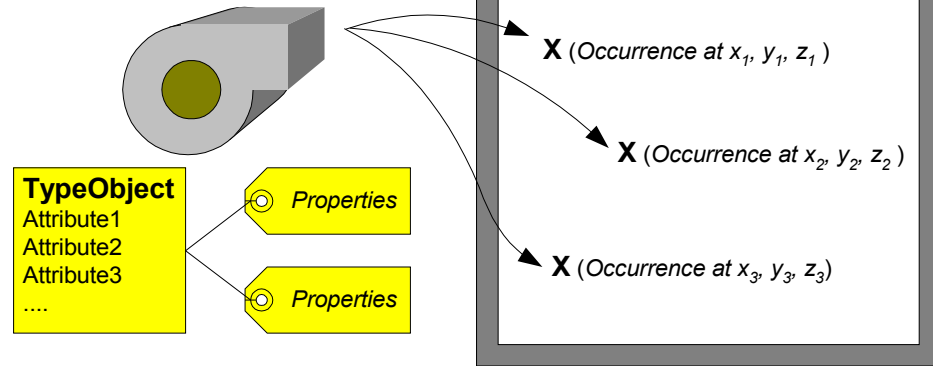 X (Occurrence at x1, y1, z1 )
X (Occurrence at x2, y2, z2 )
X (Occurrence at x3, y3, z3)
TypeObject
Attribute1
Attribute2
Attribute3
....
Properties
Properties